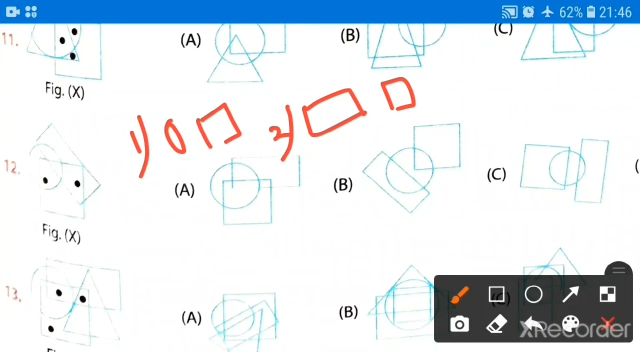 62% 21:46
11. (A) (B) (C)
Fig. (X)
1) 2)
12. (A) (B) (C)
Fig. (X)
13. (A) (B)
XRecorder